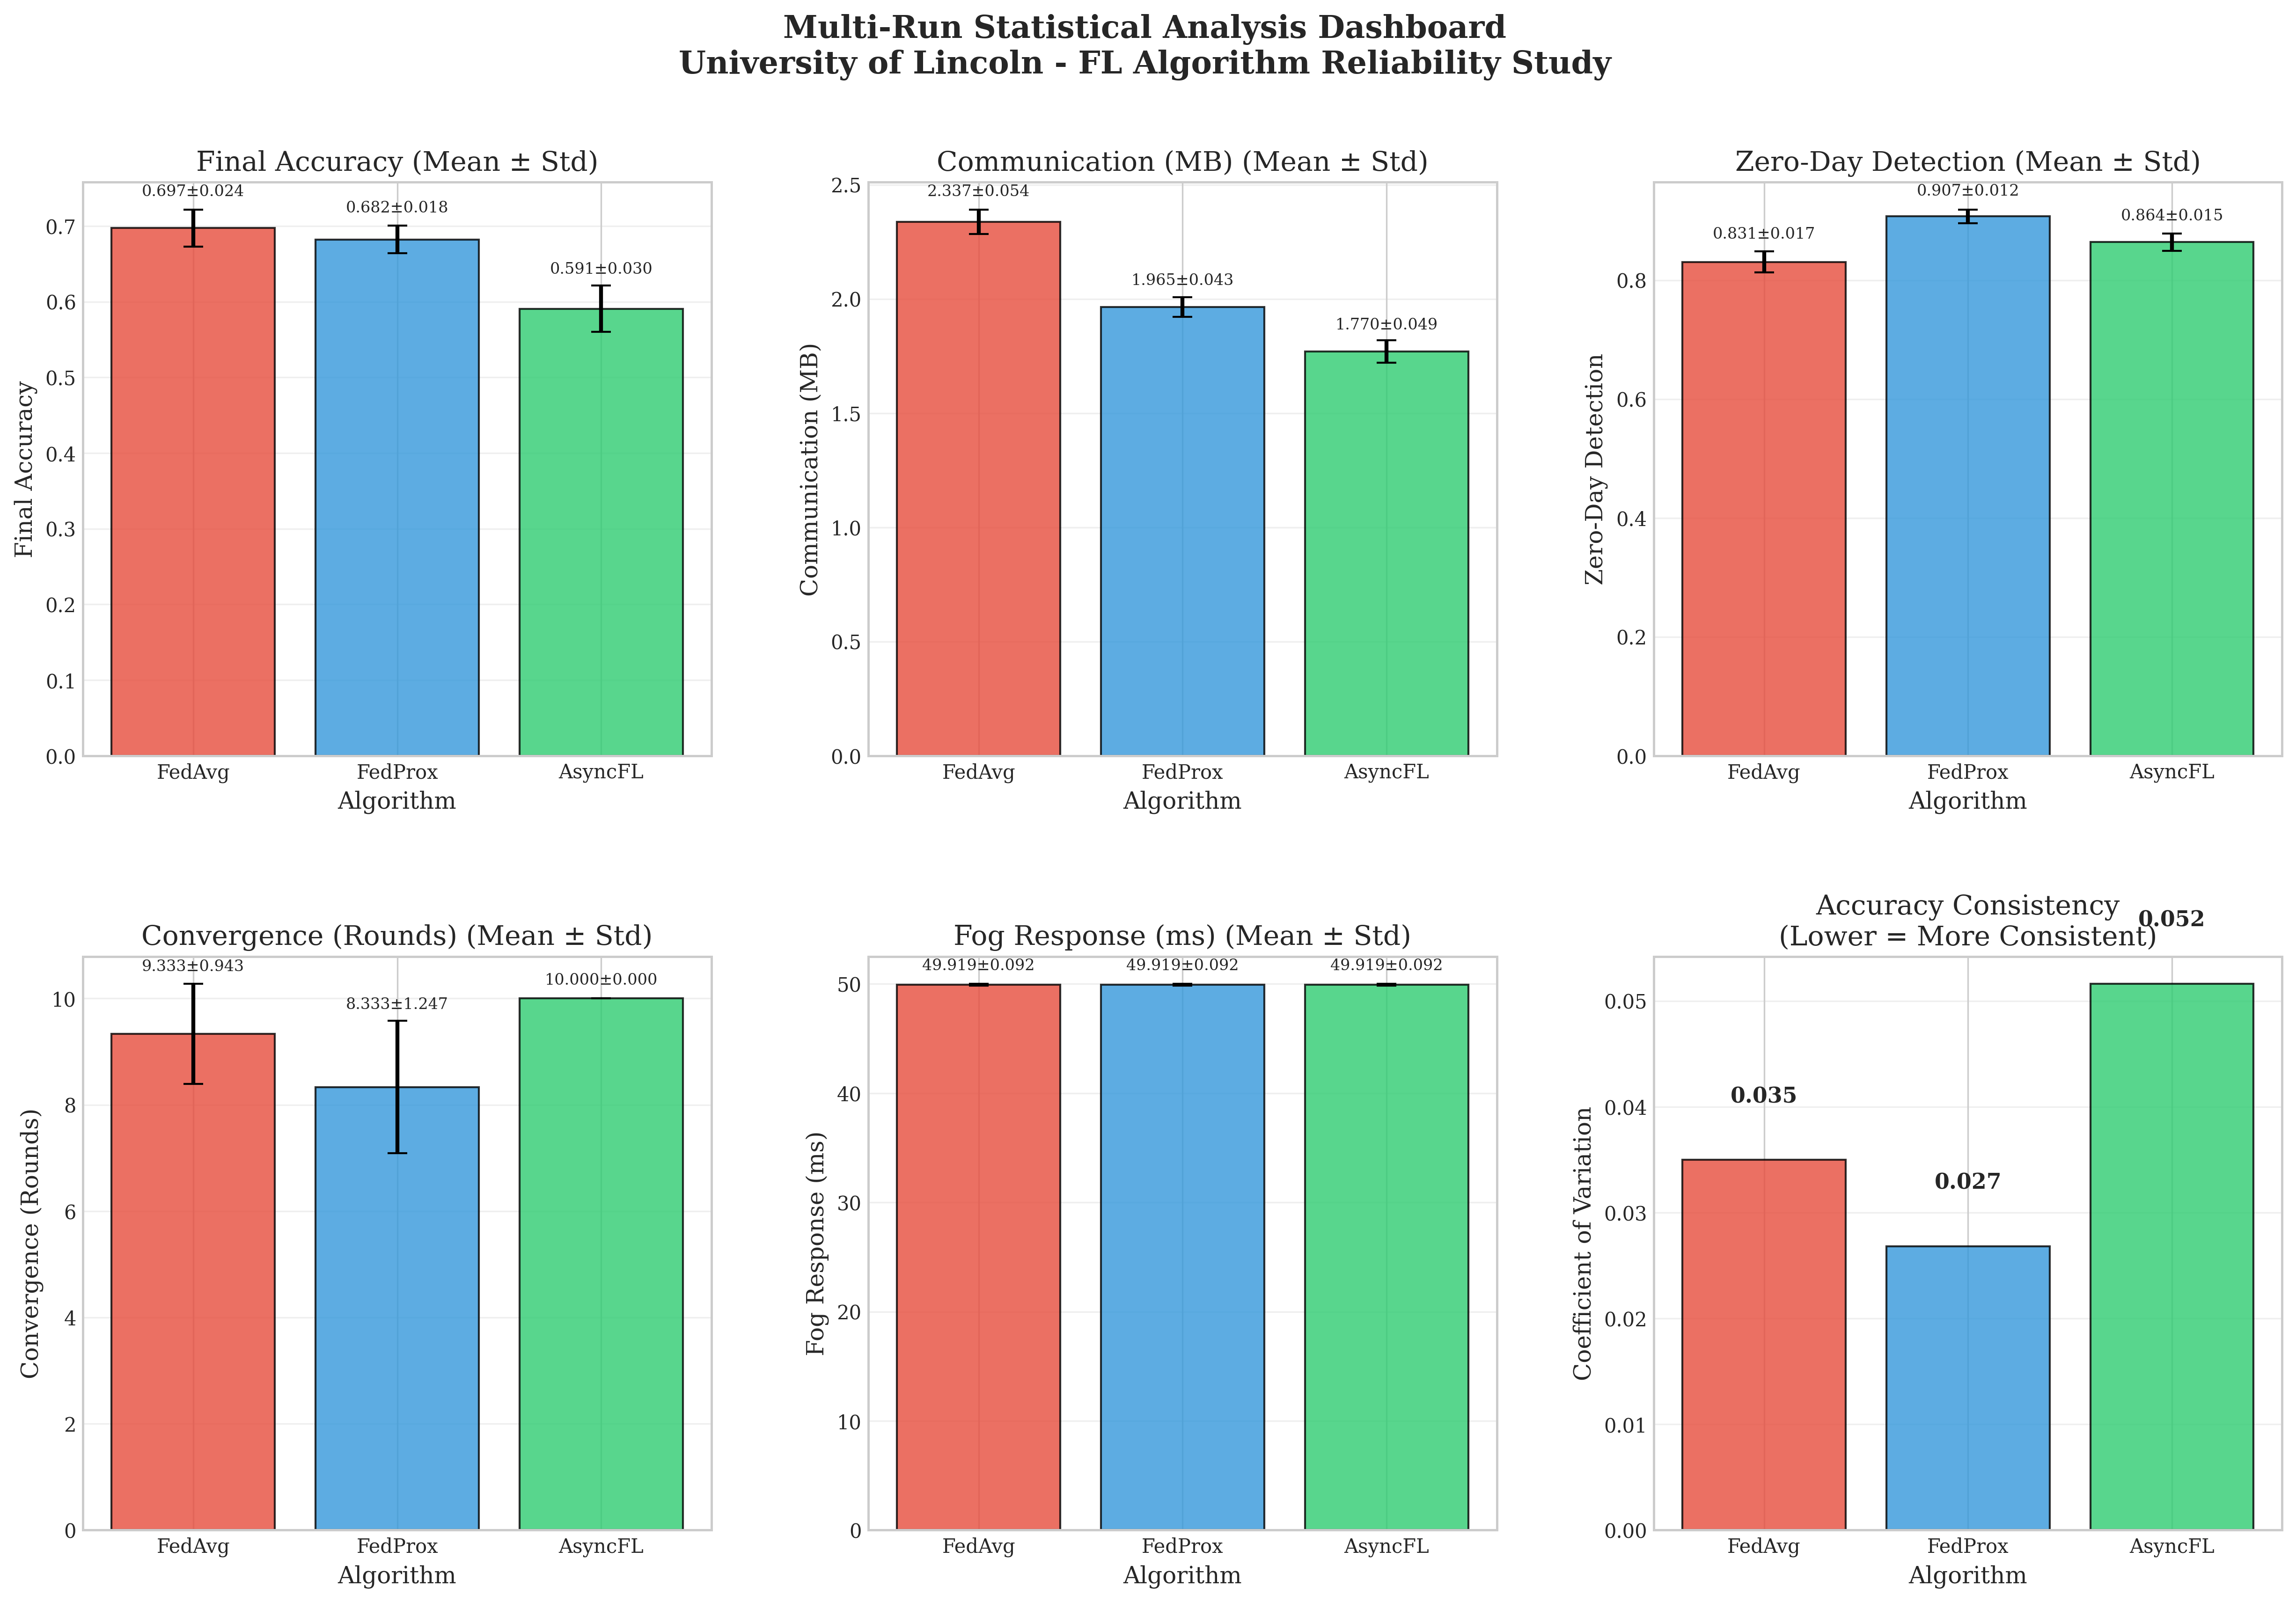 Multi-Run Statistical Analysis Dashboard
University of Lincoln - FL Algorithm Reliability Study
Final Accuracy (Mean ± Std)
0.697±0.024
0.682±0.018
0.591±0.030
Final Accuracy
0.7
0.6
0.5
0.4
0.3
0.2
0.1
0.0
FedAvg
FedProx
AsyncFL
Algorithm
Communication (MB) (Mean ± Std)
2.337±0.054
1.965±0.043
1.770±0.049
Communication (MB)
2.5
2.0
1.5
1.0
0.5
0.0
FedAvg
FedProx
AsyncFL
Algorithm
Zero-Day Detection (Mean ± Std)
0.831±0.017
0.907±0.012
0.864±0.015
Zero-Day Detection
0.8
0.6
0.4
0.2
0.0
FedAvg
FedProx
AsyncFL
Algorithm
Convergence (Rounds) (Mean ± Std)
9.333±0.943
8.333±1.247
10.000±0.000
Convergence (Rounds)
10
8
6
4
2
0
FedAvg
FedProx
AsyncFL
Algorithm
Fog Response (ms) (Mean ± Std)
49.919±0.092
49.919±0.092
49.919±0.092
Fog Response (ms)
50
40
30
20
10
0
FedAvg
FedProx
AsyncFL
Algorithm
Accuracy Consistency
(Lower = More Consistent)
0.035
0.027
0.052
Coefficient of Variation
0.05
0.04
0.03
0.02
0.01
0.00
FedAvg
FedProx
AsyncFL
Algorithm